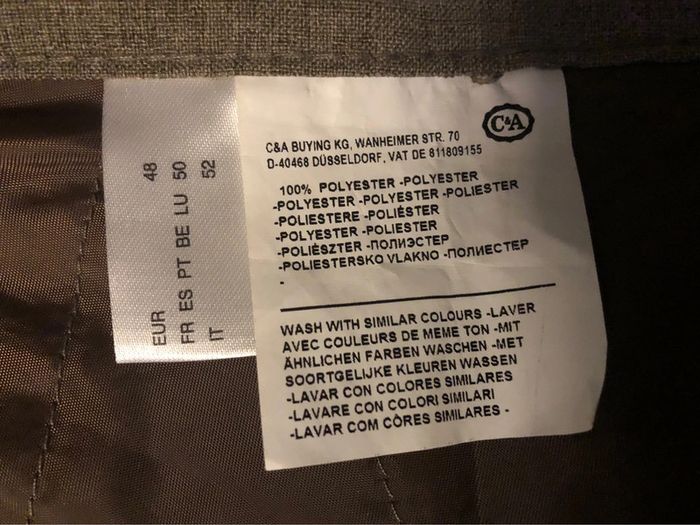 EUR 48
FR ES PT BE LU 50
IT 52
C&A
C&A BUYING KG, WANHEIMER STR. 70
D-40468 DÜSSELDORF, VAT DE 811809155
100% POLYESTER -POLYESTER
-POLYESTER -POLYESTER -POLIESTER
-POLIESTERE -POLIÉSTER
-POLYESTER -POLIESTER
-POLIÉSZTER -ПОЛИЭСТЕР
-POLIESTERSKO VLAKNO -ПОЛИЕСТЕР
-
WASH WITH SIMILAR COLOURS -LAVER
AVEC COULEURS DE MEME TON -MIT
ÄHNLICHEN FARBEN WASCHEN -MET
SOORTGELIJKE KLEUREN WASSEN
-LAVAR CON COLORES SIMILARES
-LAVARE CON COLORI SIMILARI
-LAVAR COM CÔRES SIMILARES -